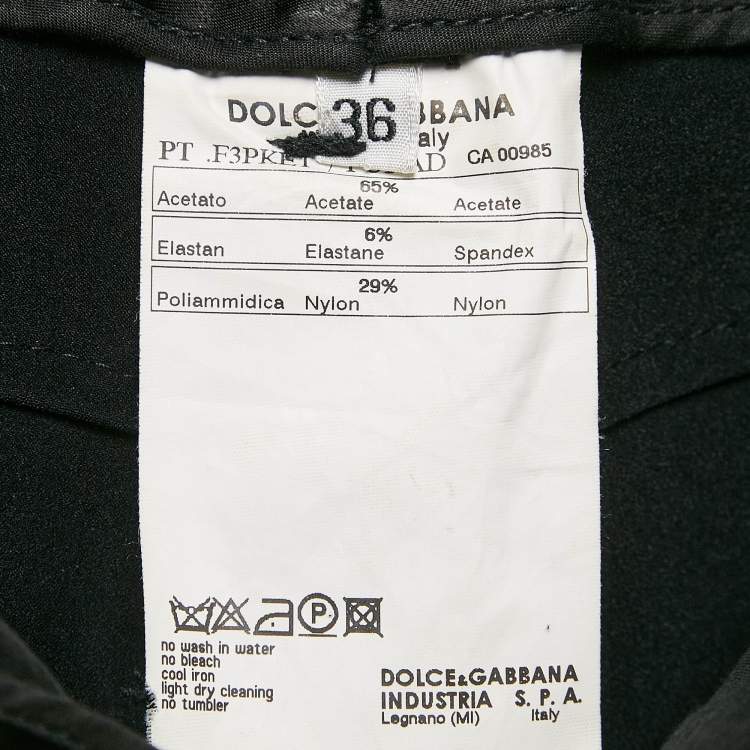 DOLC 36 BBANA
aly
PT .F3PKET CA 00985
65%
Acetato Acetate Acetate
6%
Elastan Elastane Spandex
29%
Poliammidica Nylon Nylon
P
no wash in water
no bleach
cool iron
light dry cleaning
no tumbler
DOLCE&GABBANA
INDUSTRIA S. P. A.
Legnano (MI) Italy